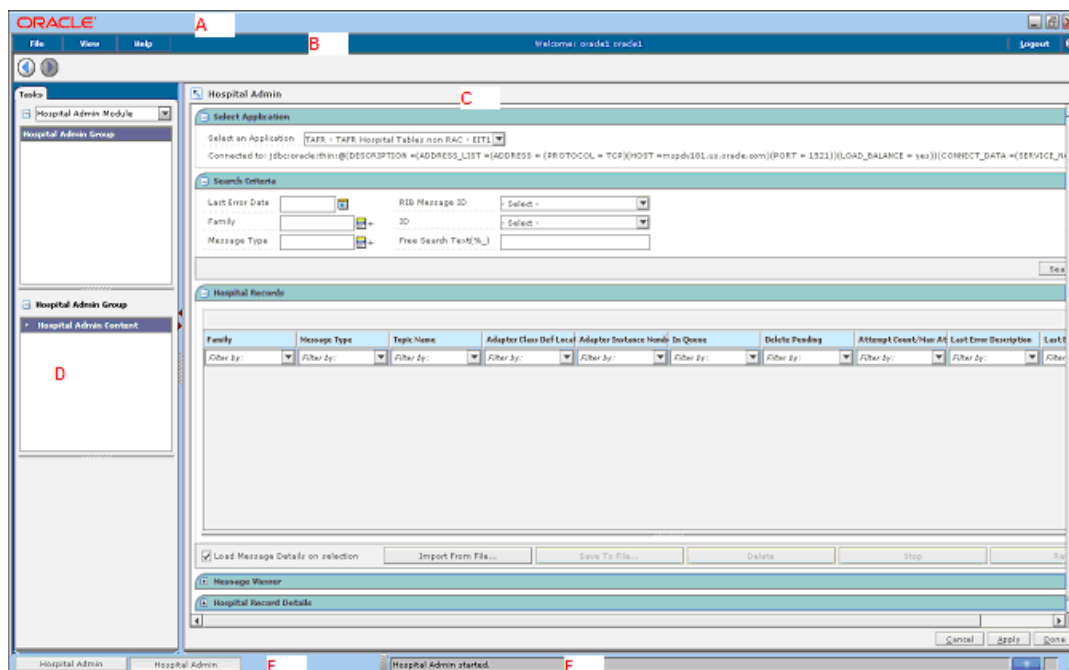 ORACLE
A
File View Help B Welcome: oracle1 oracle1 Logout
Tasks
Hospital Admin Module
Hospital Admin Group
Hospital Admin C
Select Application
Select an Application TAFR - TAFR Hospital Tables non RAC - EIT1
Connected to: jdbc:oracle:thin:@(DESCRIPTION =(ADDRESS_LIST =(ADDRESS = (PROTOCOL = TCP)(HOST =mspdv101.us.oracle.com)(PORT = 1521))(LOAD_BALANCE = yes))(CONNECT_DATA =(SERVICE_NA
Search Criteria
Last Error Date RIB Message ID - Select -
Family ID - Select -
Message Type Free Search Text(%_)
Sea
Hospital Admin Group
Hospital Admin Content
D
Hospital Records
Family Message Type Topic Name Adapter Class Def Locat Adapter Instance Numb In Queue Delete Pending Attempt Count/Max At Last Error Description Last E
Filter by: Filter by: Filter by: Filter by: Filter by: Filter by: Filter by: Filter by: Filter by: Filter
Load Message Details on selection Import From File... Save To File... Delete Stop Re
Message Viewer
Hospital Record Details
Cancel Apply Done
Hospital Admin Hospital Admin E Hospital Admin started. F